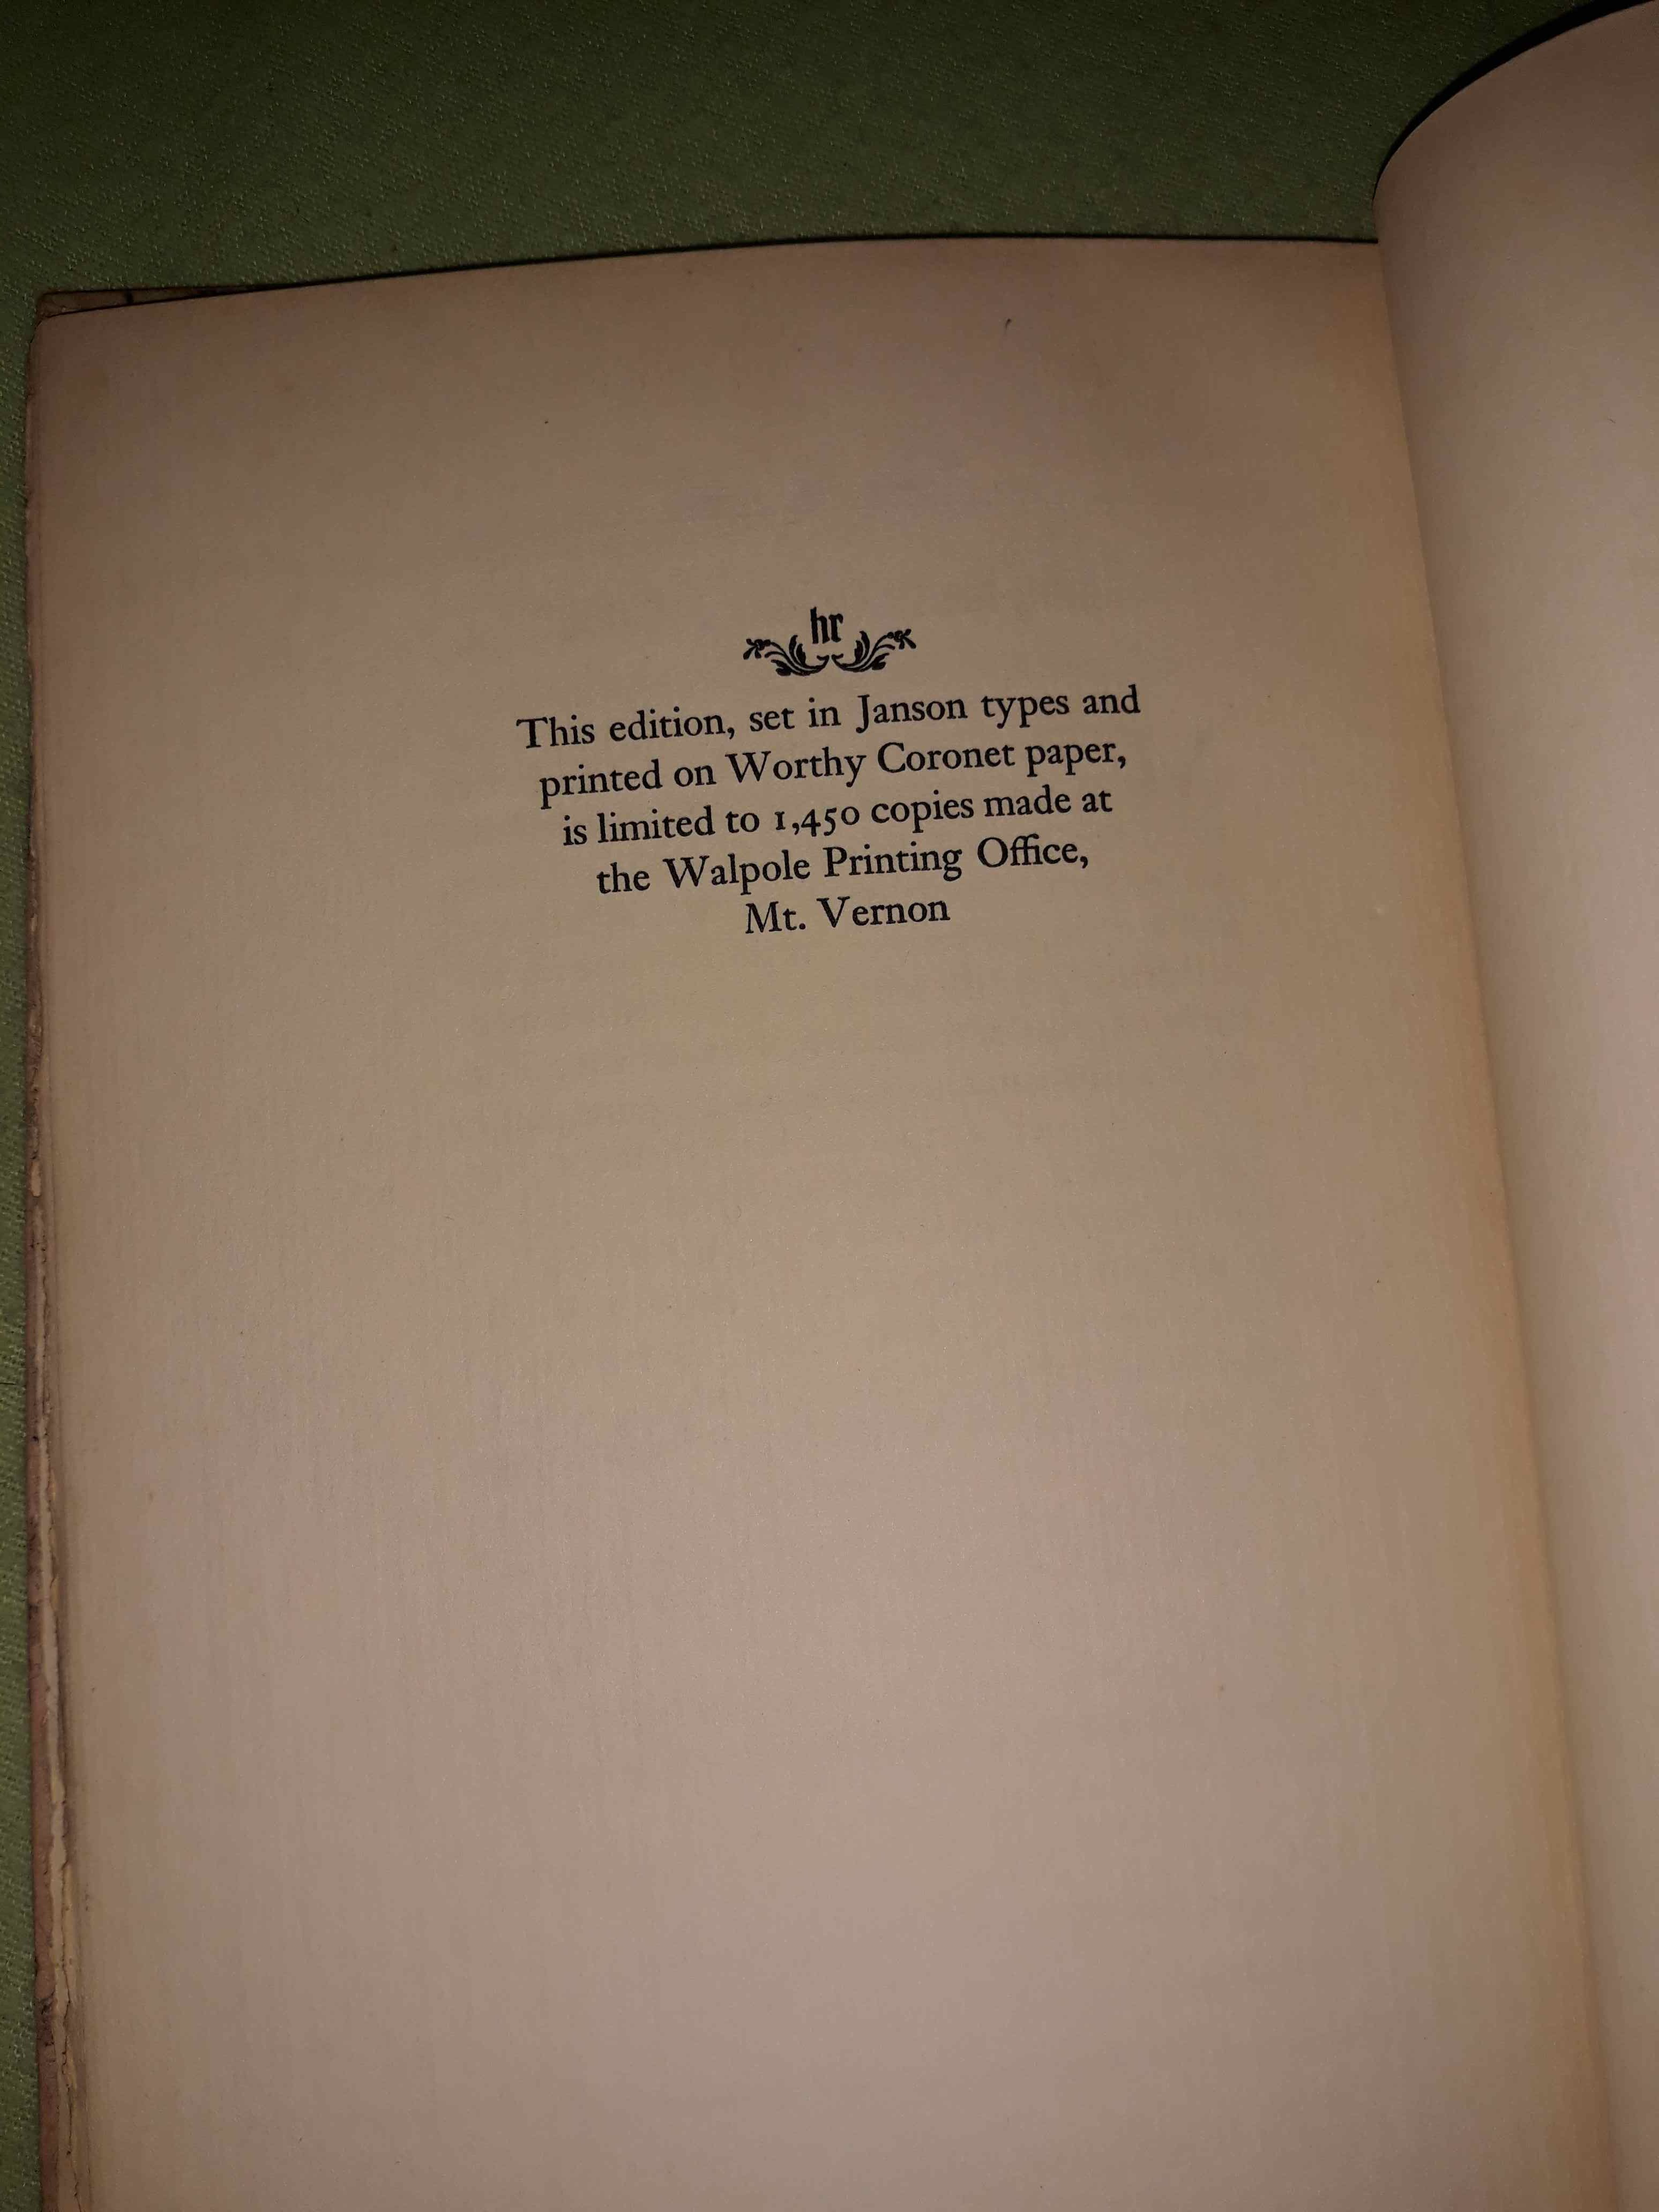 hr
This edition, set in Janson types and
printed on Worthy Coronet paper,
is limited to 1,450 copies made at
the Walpole Printing Office,
Mt. Vernon